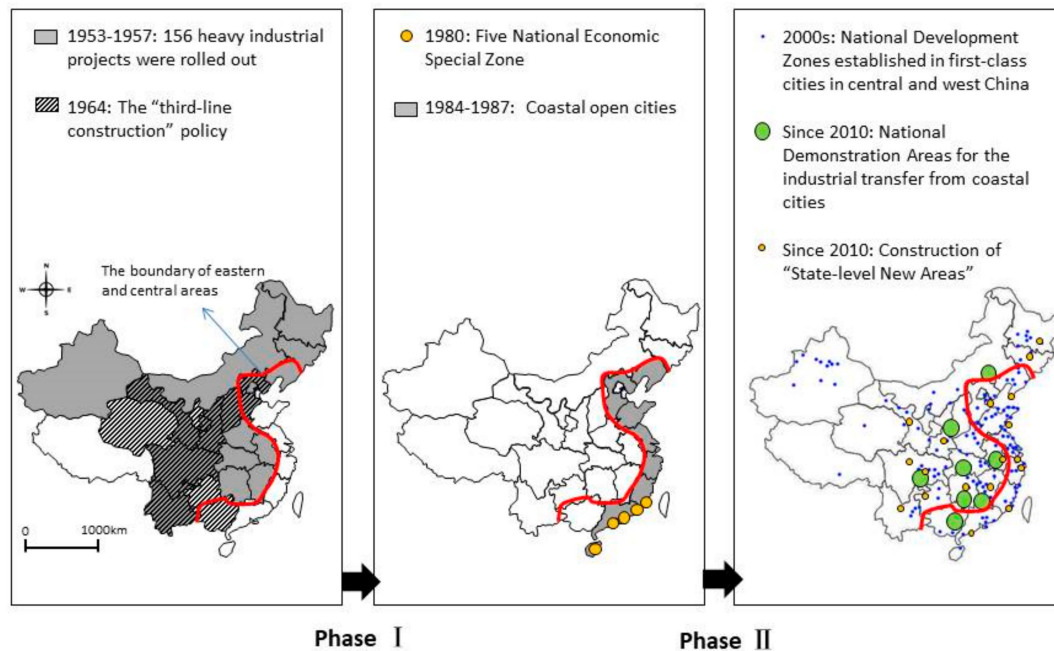 1953-1957: 156 heavy industrial
projects were rolled out
1964: The “third-line
construction” policy
The boundary of eastern
and central areas
N
W
E
S
0
1000km
1980: Five National Economic
Special Zone
1984-1987: Coastal open cities
2000s: National Development
Zones established in first-class
cities in central and west China
Since 2010: National
Demonstration Areas for the
industrial transfer from coastal
cities
Since 2010: Construction of
“State-level New Areas”
Phase Ⅰ
Phase Ⅱ